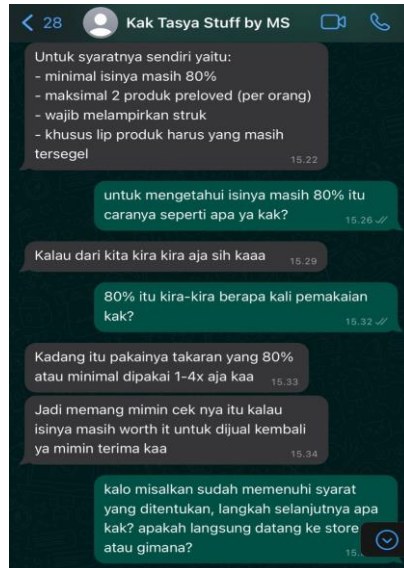 28
Kak Tasya Stuff by MS
Untuk syaratnya sendiri yaitu:
- minimal isinya masih 80%
- maksimal 2 produk preloved (per orang)
- wajib melampirkan struk
- khusus lip produk harus yang masih
tersegel
15.22
untuk mengetahui isinya masih 80% itu
caranya seperti apa ya kak?
15.26
Kalau dari kita kira kira aja sih kaaa
15.29
80% itu kira-kira berapa kali pemakaian
kak?
15.32
Kadang itu pakainya takaran yang 80%
atau minimal dipakai 1-4x aja kaa
15.33
Jadi memang mimin cek nya itu kalau
isinya masih worth it untuk dijual kembali
ya mimin terima kaa
15.34
kalo misalkan sudah memenuhi syarat
yang ditentukan, langkah selanjutnya apa
kak? apakah langsung datang ke store
atau gimana?